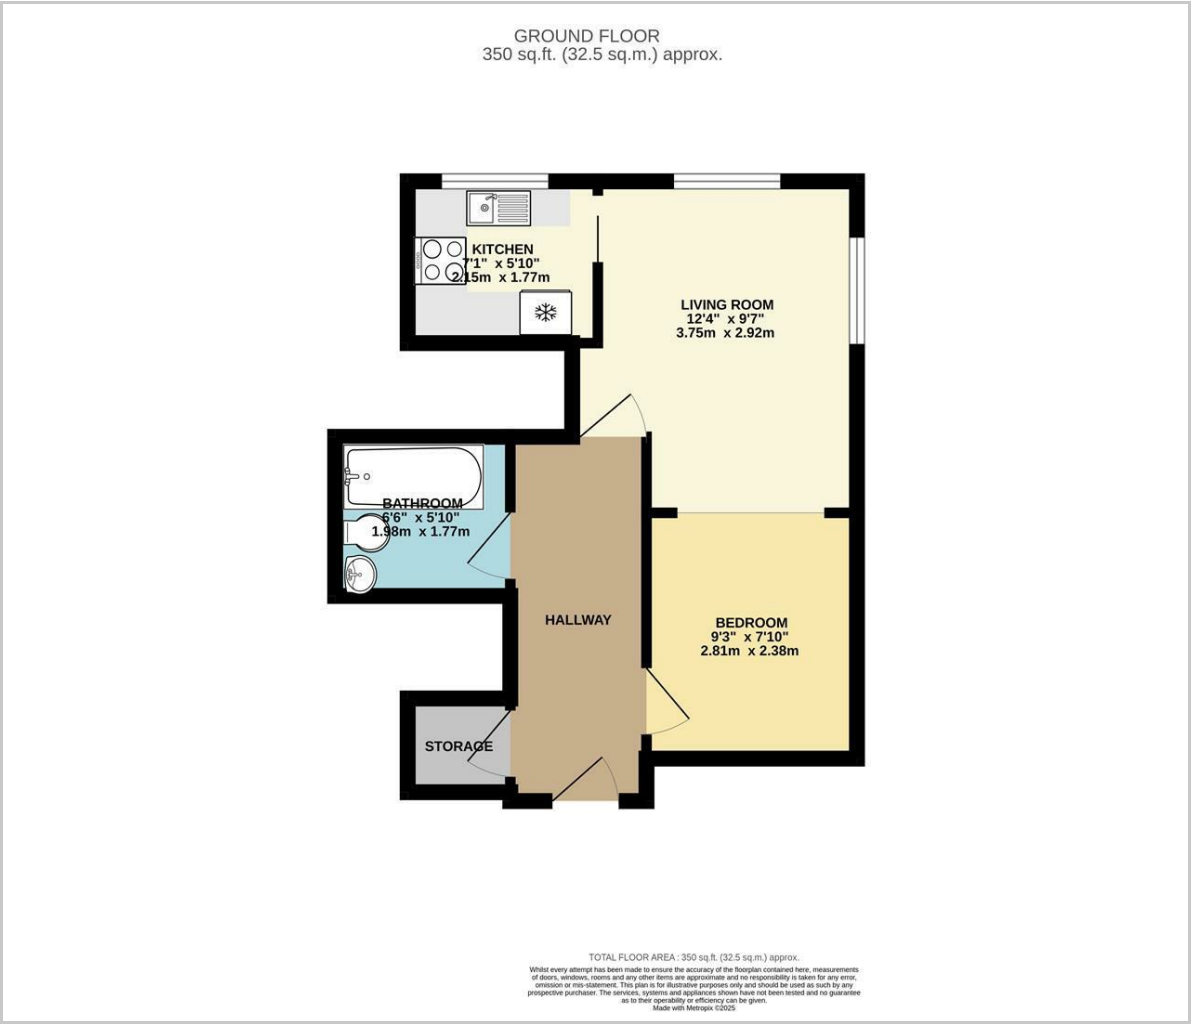 GROUND FLOOR
350 sq.ft. (32.5 sq.m.) approx.
KITCHEN
7'1" x 5'10"
2.15m x 1.77m
LIVING ROOM
12'4" x 9'7"
3.75m x 2.92m
BATHROOM
6'6" x 5'10"
1.98m x 1.77m
HALLWAY
BEDROOM
9'3" x 7'10"
2.81m x 2.38m
STORAGE
TOTAL FLOOR AREA : 350 sq.ft. (32.5 sq.m.) approx.
Whilst every attempt has been made to ensure the accuracy of the floorplan contained here, measurements
of doors, windows, rooms and any other items are approximate and no responsibility is taken for any error,
omission or mis-statement. This plan is for illustrative purposes only and should be used as such by any
prospective purchaser. The services, systems and appliances shown have not been tested and no guarantee
as to their operability or efficiency can be given.
Made with Metropix ©2025